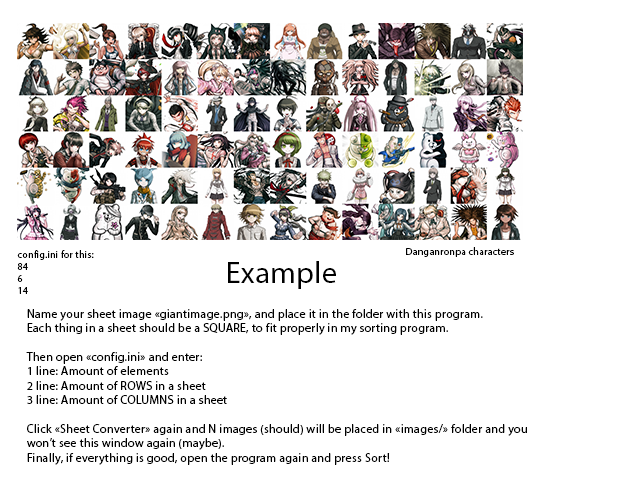 config.ini for this:
84
6
14
Danganronpa characters
Example
Name your sheet image «giantimage.png», and place it in the folder with this program.
Each thing in a sheet should be a SQUARE, to fit properly in my sorting program.
Then open «config.ini» and enter:
1 line: Amount of elements
2 line: Amount of ROWS in a sheet
3 line: Amount of COLUMNS in a sheet
Click «Sheet Converter» again and N images (should) will be placed in «images/» folder and you
won't see this window again (maybe).
Finally, if everything is good, open the program again and press Sort!